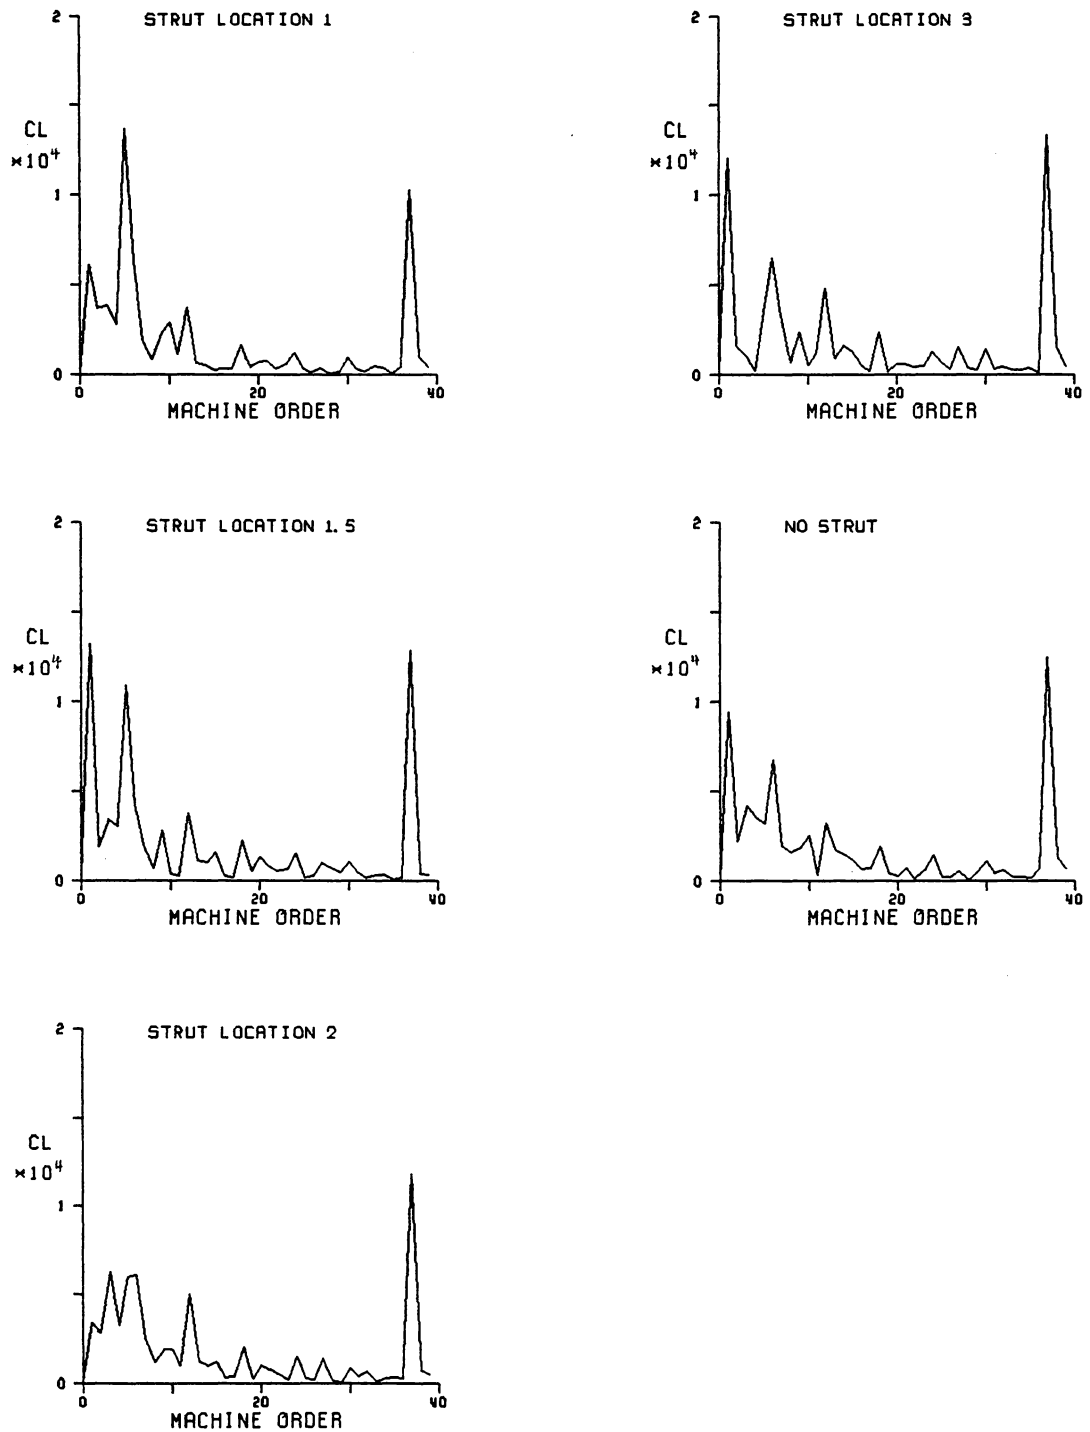 STRUT LOCATION 1
2
CL
×10⁴
1
0
0 20 40
MACHINE ORDER
STRUT LOCATION 3
2
CL
×10⁴
1
0
0 20 40
MACHINE ORDER
STRUT LOCATION 1.5
2
CL
×10⁴
1
0
0 20 40
MACHINE ORDER
NO STRUT
2
CL
×10⁴
1
0
0 20 40
MACHINE ORDER
STRUT LOCATION 2
2
CL
×10⁴
1
0
0 20 40
MACHINE ORDER